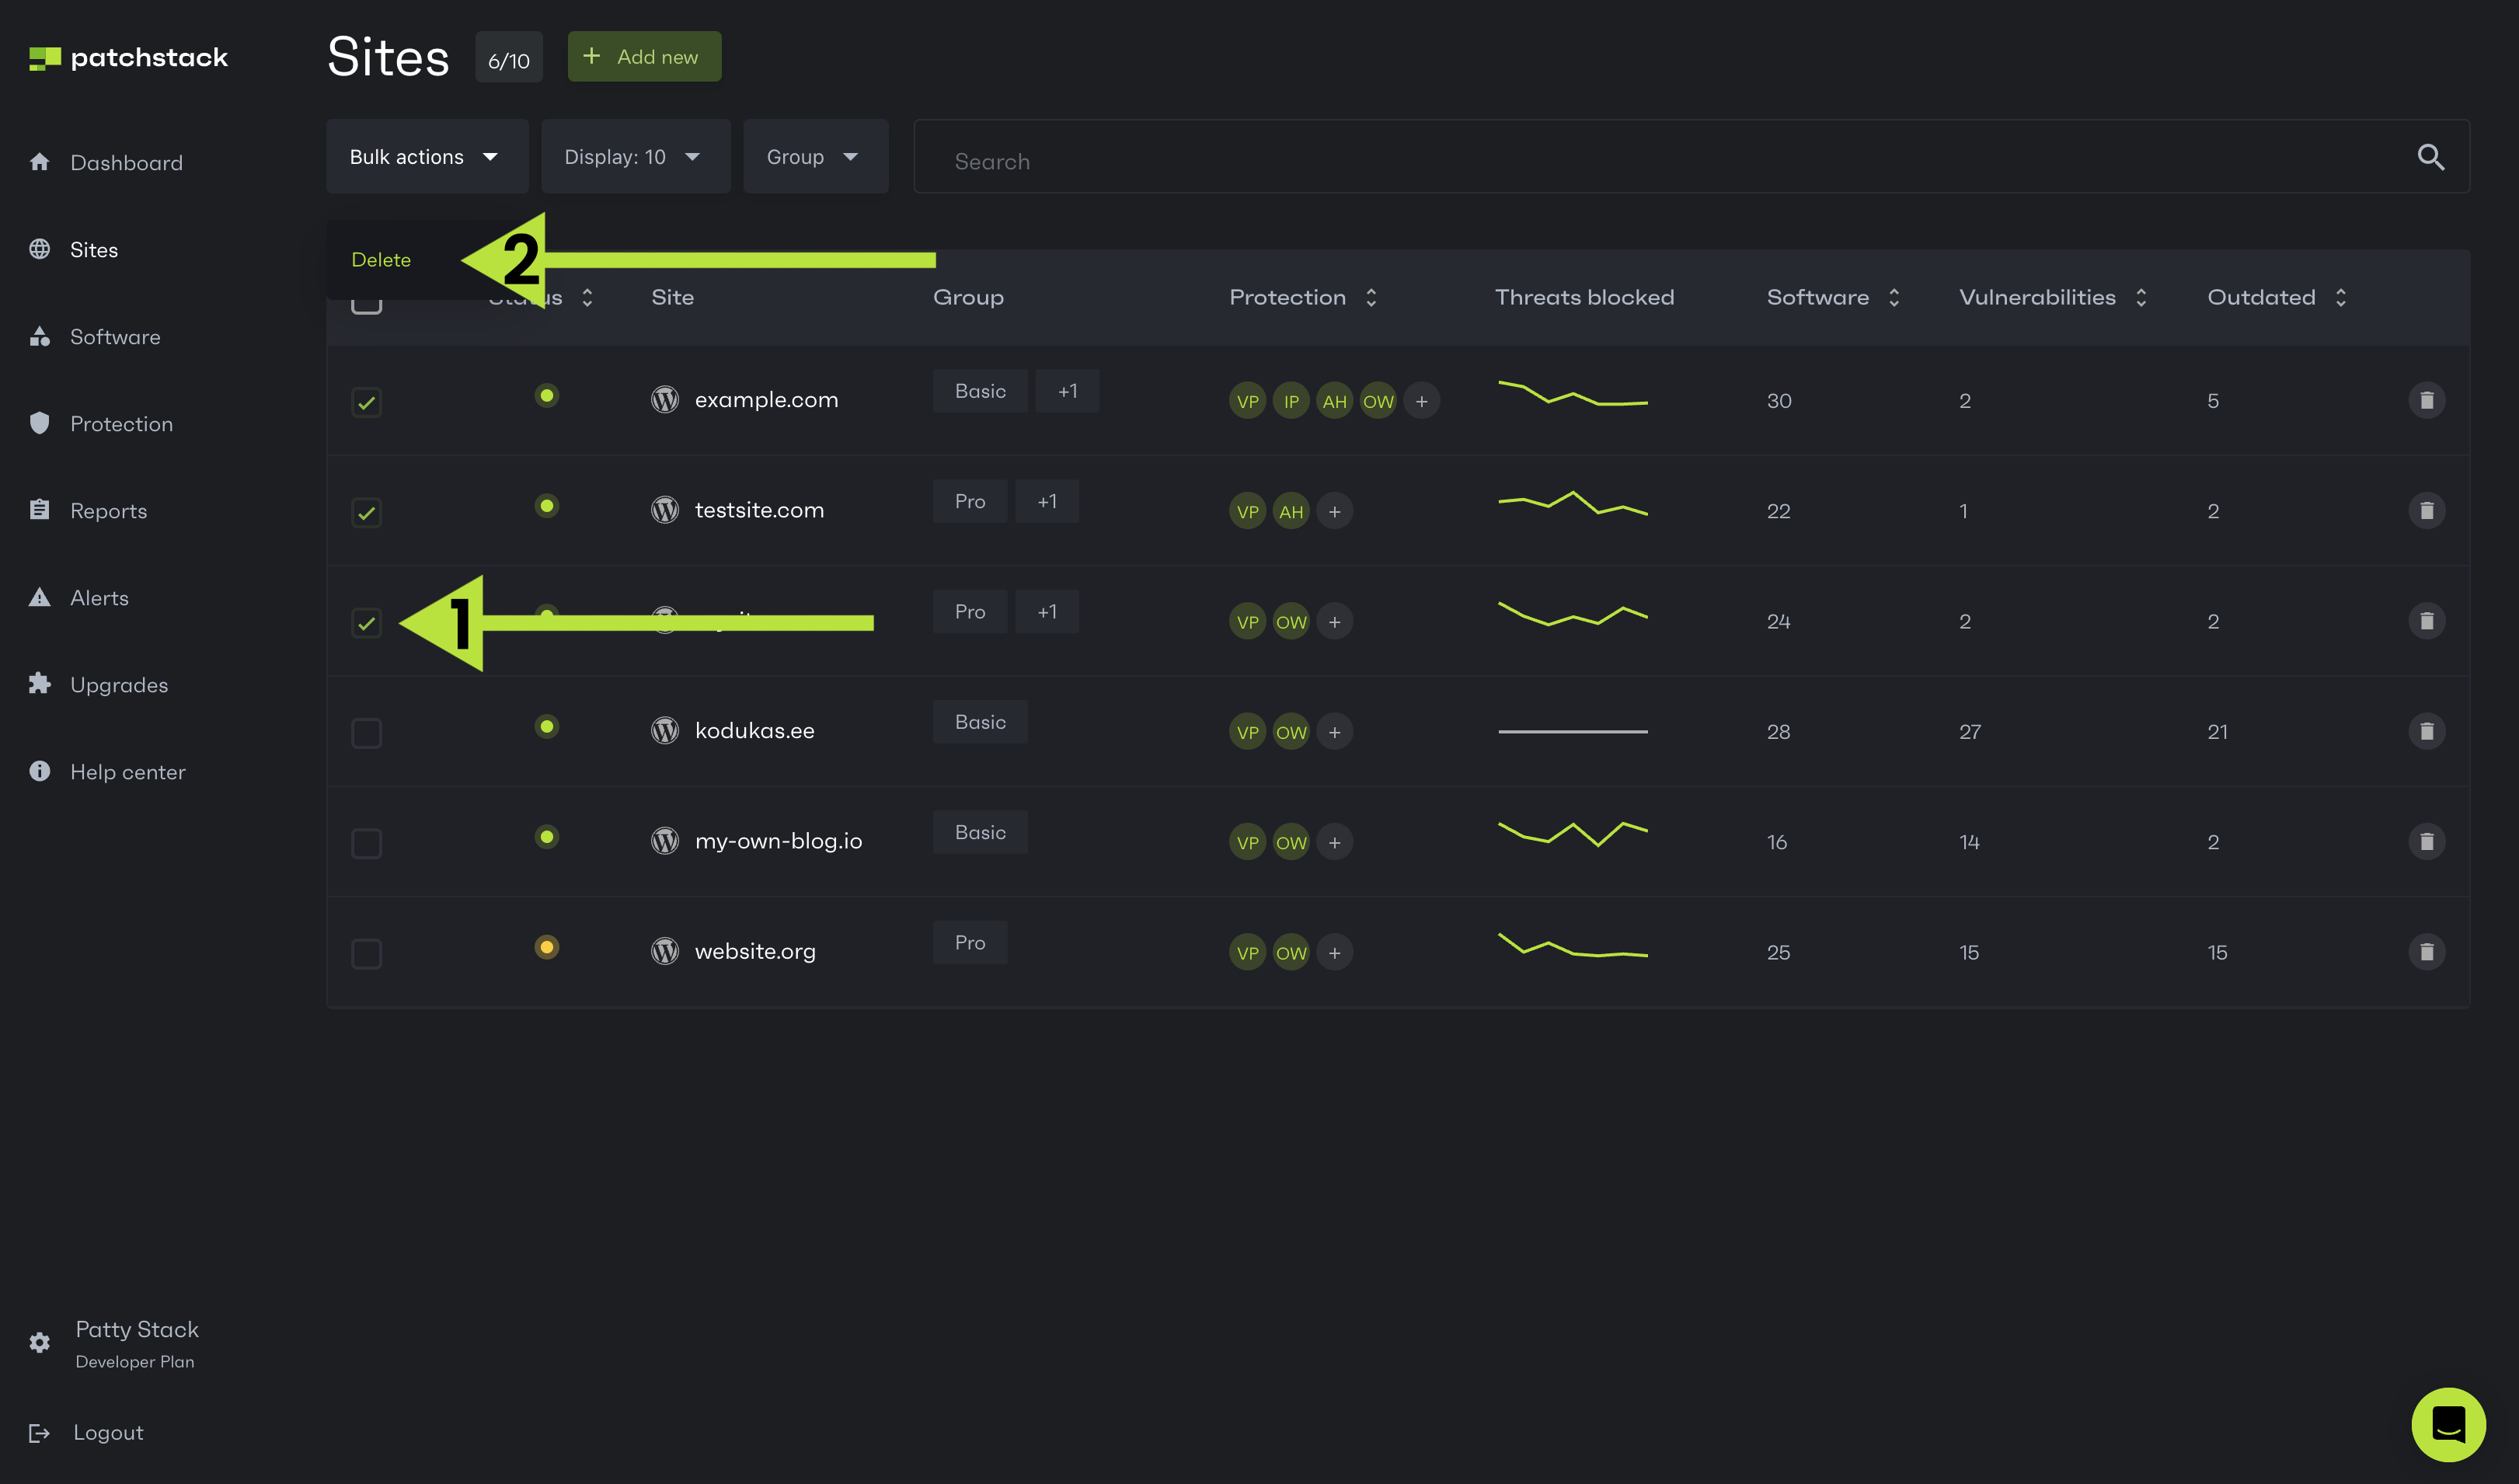 patchstack
Sites 6/10 + Add new
Bulk actions Display: 10 Group Search
Dashboard
Sites
Software
Protection
Reports
Alerts
Upgrades
Help center
Delete 2
Status Site Group Protection Threats blocked Software Vulnerabilities Outdated
example.com Basic +1 VP IP AH OW + 30 2 5
testsite.com Pro +1 VP AH + 22 1 2
1 Pro +1 VP OW + 24 2 2
kodukas.ee Basic VP OW + 28 27 21
my-own-blog.io Basic VP OW + 16 14 2
website.org Pro VP OW + 25 15 15
Patty Stack
Developer Plan
Logout